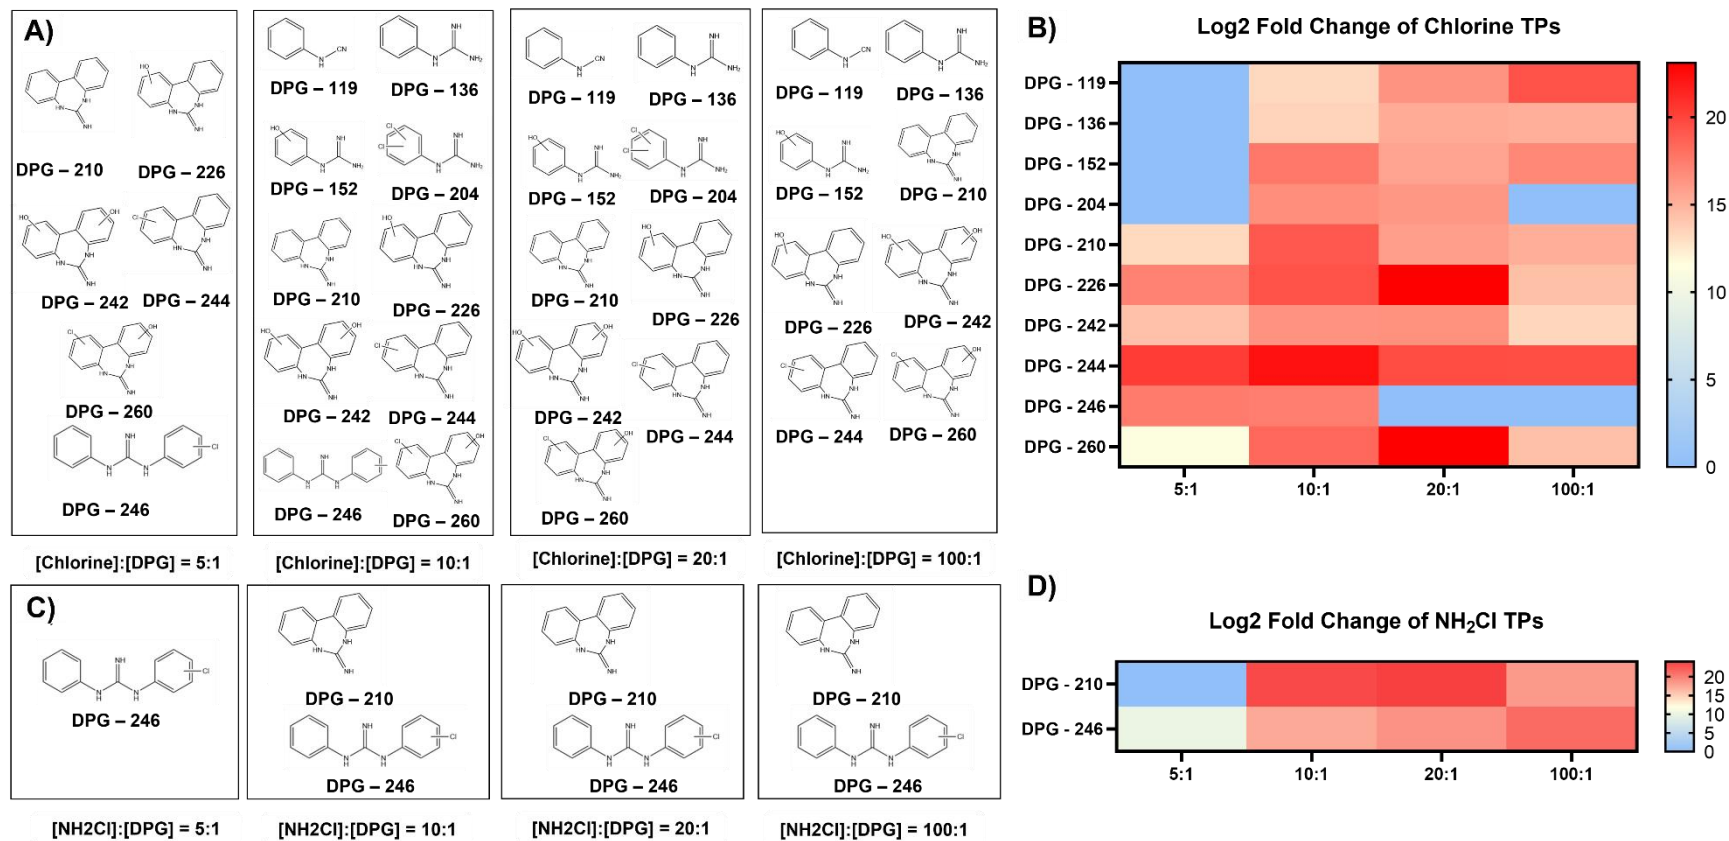 A)
DPG – 210
DPG – 226
DPG – 242
DPG – 244
DPG – 260
DPG – 246
[Chlorine]:[DPG] = 5:1
DPG – 119
DPG – 136
DPG – 152
DPG – 204
DPG – 210
DPG – 226
DPG – 242
DPG – 244
DPG – 246
DPG – 260
[Chlorine]:[DPG] = 10:1
DPG – 119
DPG – 136
DPG – 152
DPG – 204
DPG – 210
DPG – 226
DPG – 242
DPG – 244
DPG – 260
[Chlorine]:[DPG] = 20:1
DPG – 119
DPG – 136
DPG – 152
DPG – 210
DPG – 226
DPG – 242
DPG – 244
DPG – 260
[Chlorine]:[DPG] = 100:1
B)
Log2 Fold Change of Chlorine TPs
DPG - 119
DPG - 136
DPG - 152
DPG - 204
DPG - 210
DPG - 226
DPG - 242
DPG - 244
DPG - 246
DPG - 260
5:1
10:1
20:1
100:1
20
15
10
5
0
C)
DPG – 246
[NH2Cl]:[DPG] = 5:1
DPG – 210
DPG – 246
[NH2Cl]:[DPG] = 10:1
DPG – 210
DPG – 246
[NH2Cl]:[DPG] = 20:1
DPG – 210
DPG – 246
[NH2Cl]:[DPG] = 100:1
D)
Log2 Fold Change of NH₂Cl TPs
DPG - 210
DPG - 246
5:1
10:1
20:1
100:1
20
15
10
5
0